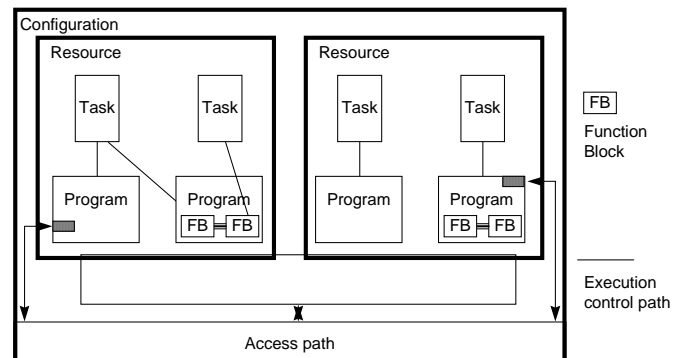 Configuration
Resource
Resource
Task
Task
Task
Task
FB
Function
Block
Program
Program
Program
Program
FB
FB
FB
FB
Execution
control path
Access path